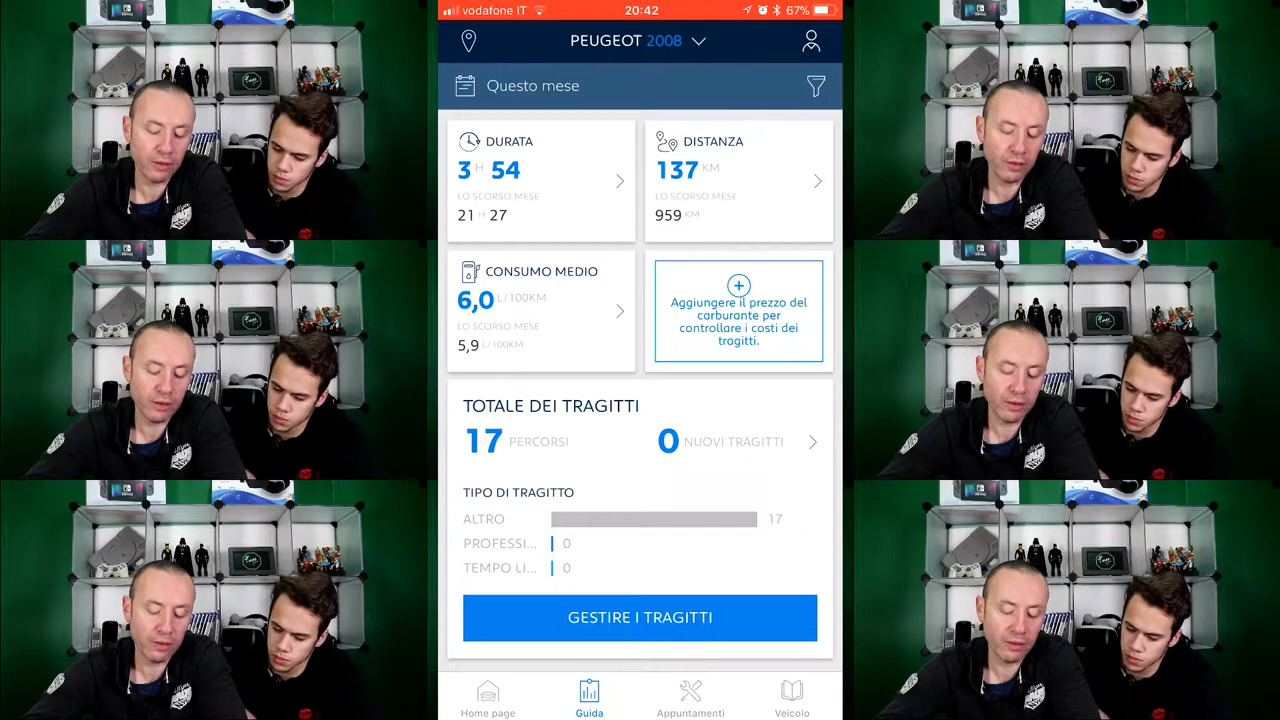 vodafone IT
20:42
67%
PEUGEOT 2008
Questo mese
DURATA
3 H 54
LO SCORSO MESE
21 H 27
DISTANZA
137 KM
LO SCORSO MESE
959 KM
CONSUMO MEDIO
6,0 L/100KM
LO SCORSO MESE
5,9 L/100KM
Aggiungere il prezzo del
carburante per
controllare i costi dei
tragitti.
TOTALE DEI TRAGITTI
17 PERCORSI
0 NUOVI TRAGITTI
TIPO DI TRAGITTO
ALTRO 17
PROFESSI... 0
TEMPO LI... 0
GESTIRE I TRAGITTI
Home page
Guida
Appuntamenti
Veicolo